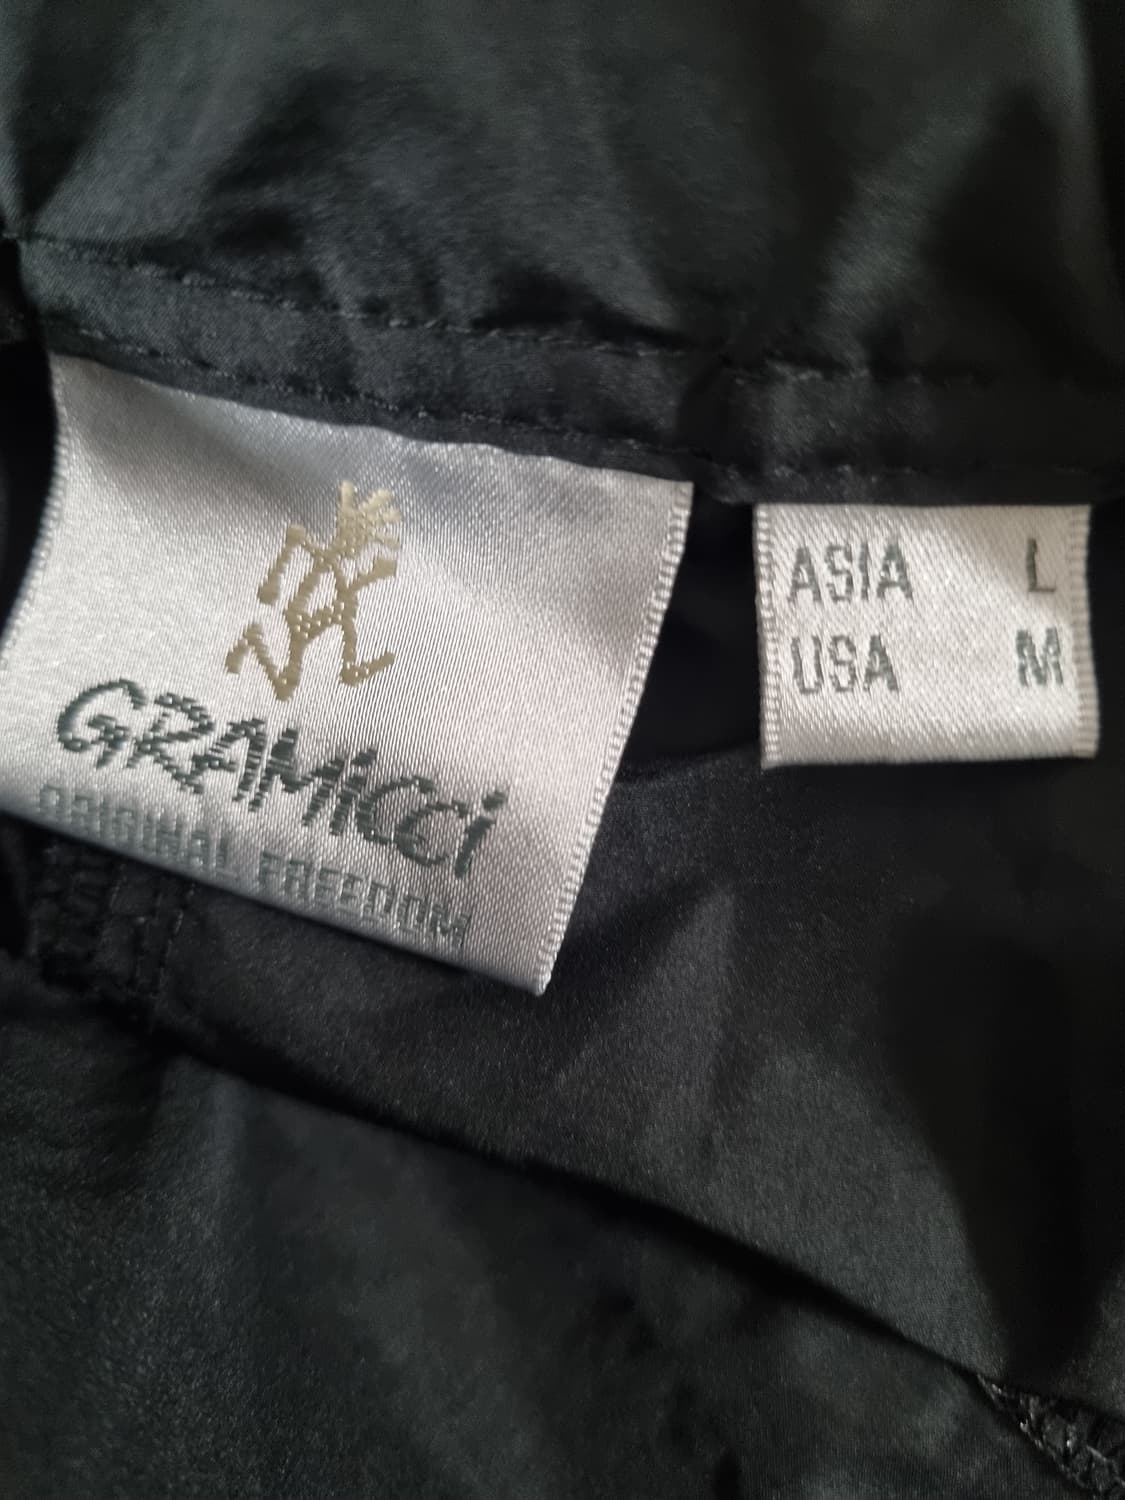 GRAMiCCi
ORIGINAL FREEDOM
ASIA L
USA M